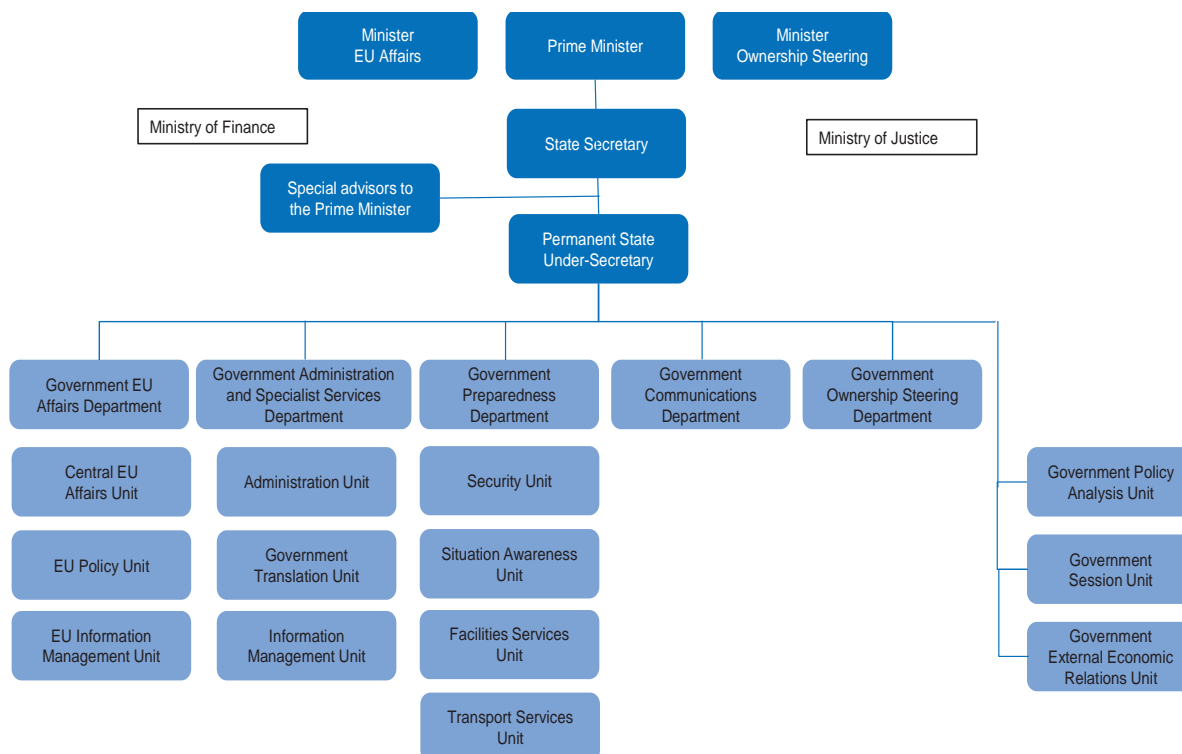 Minister
EU Affairs
Prime Minister
Minister
Ownership Steering
Ministry of Finance
State Secretary
Ministry of Justice
Special advisors to
the Prime Minister
Permanent State
Under-Secretary
Government EU
Affairs Department
Government Administration
and Specialist Services
Department
Government
Preparedness
Department
Government
Communications
Department
Government
Ownership Steering
Department
Central EU
Affairs Unit
Administration Unit
Security Unit
Government Policy
Analysis Unit
EU Policy Unit
Government
Translation Unit
Situation Awareness
Unit
Government
Session Unit
EU Information
Management Unit
Information
Management Unit
Facilities Services
Unit
Government
External Economic
Relations Unit
Transport Services
Unit